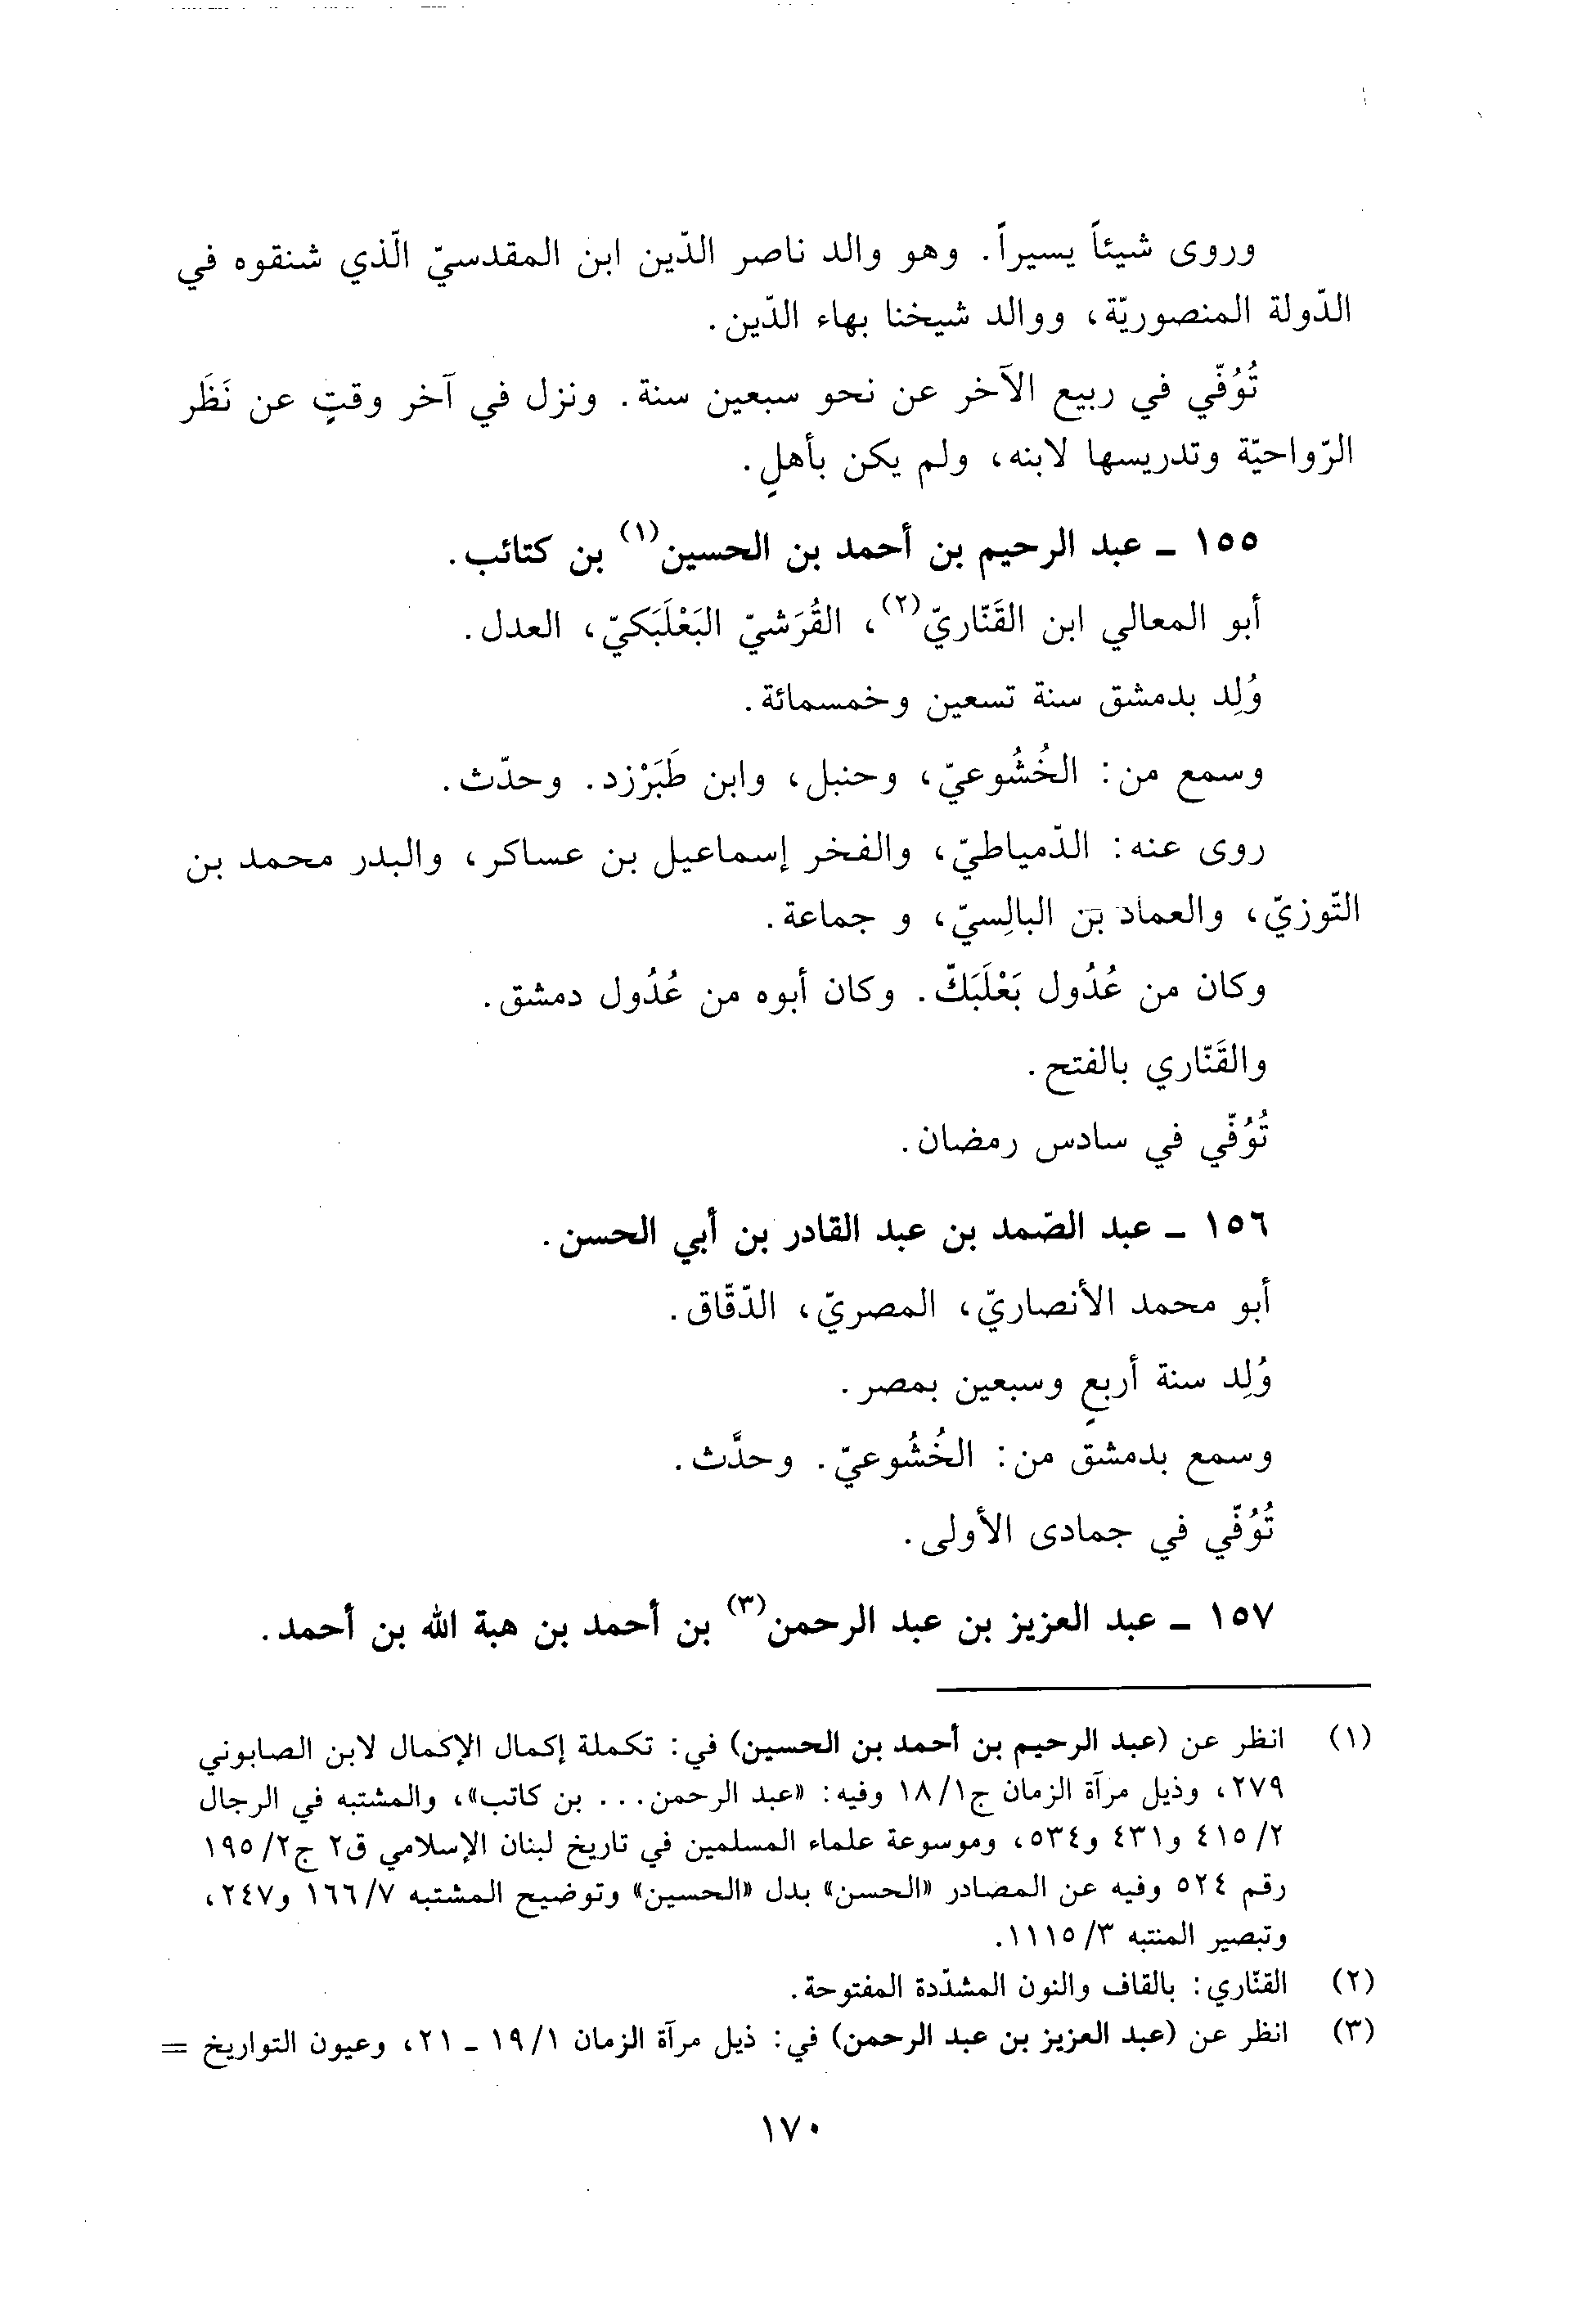 وروى شيئاً يسيراً. وهو والد ناصر الدّين ابن المقدسيّ الّذي شنقوه في
الدّولة المنصوريّة، ووالد شيخنا بهاء الدّين.
تُوُفّي في ربيع الآخر عن نحو سبعين سنة. ونزل في آخر وقتٍ عن نَظَر
الرّواحيّة وتدريسها لابنه، ولم يكن بأهلٍ.
١٥٥ ـ عبد الرحيم بن أحمد بن الحسين(١) بن كتائب.
أبو المعالي ابن القَنّاريّ(٢)، القُرَشيّ البَعْلَبَكيّ، العدل.
وُلِد بدمشق سنة تسعين وخمسمائة.
وسمع من: الخُشُوعيّ، وحنبل، وابن طَبَرْزد. وحدّث.
روى عنه: الدّمياطيّ، والفخر إسماعيل بن عساكر، والبدر محمد بن
التّوزيّ، والعماد بن البالِسيّ، و جماعة.
وكان من عُدُول بَعْلَبَكّ. وكان أبوه من عُدُول دمشق.
والقَنّاري بالفتح.
تُوُفّي في سادس رمضان.
١٥٦ ـ عبد الصّمد بن عبد القادر بن أبي الحسن.
أبو محمد الأنصاريّ، المصريّ، الدّقّاق.
وُلِد سنة أربعٍ وسبعين بمصر.
وسمع بدمشق من: الخُشُوعيّ. وحدَّث.
تُوُفّي في جمادى الأولى.
١٥٧ ـ عبد العزيز بن عبد الرحمن(٣) بن أحمد بن هبة الله بن أحمد.
(١) انظر عن (عبد الرحيم بن أحمد بن الحسين) في: تكملة إكمال الإكمال لابن الصابوني
٢٧٩، وذيل مرآة الزمان ج١/ ١٨ وفيه: «عبد الرحمن... بن كاتب»، والمشتبه في الرجال
٢/ ٤١٥ و٤٣١ و٥٣٤، وموسوعة علماء المسلمين في تاريخ لبنان الإسلامي ق٢ ج٢/ ١٩٥
رقم ٥٢٤ وفيه عن المصادر «الحسن» بدل «الحسين» وتوضيح المشتبه ٧/ ١٦٦ و٢٤٧،
وتبصير المنتبه ٣/ ١١١٥.
(٢) القنّاري: بالقاف والنون المشدّدة المفتوحة.
(٣) انظر عن (عبد العزيز بن عبد الرحمن) في: ذيل مرآة الزمان ١/ ١٩ ـ ٢١، وعيون التواريخ =
١٧٠